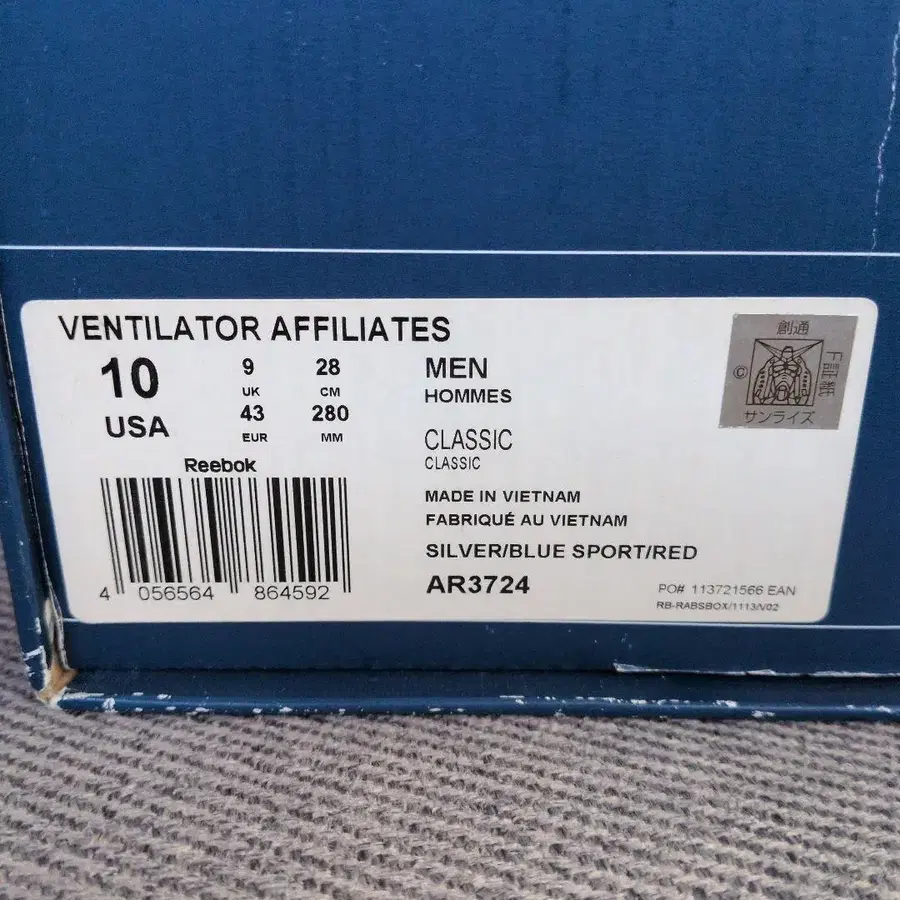 VENTILATOR AFFILIATES
10
USA
9
UK
43
EUR
28
CM
280
MM
Reebok
4 056564 864592
MEN
HOMMES
CLASSIC
CLASSIC
MADE IN VIETNAM
FABRIQUÉ AU VIETNAM
SILVER/BLUE SPORT/RED
AR3724
PO# 113721566 EAN
RB-RABSBOX/1113/V02
創通
©
証紙
サンライズ